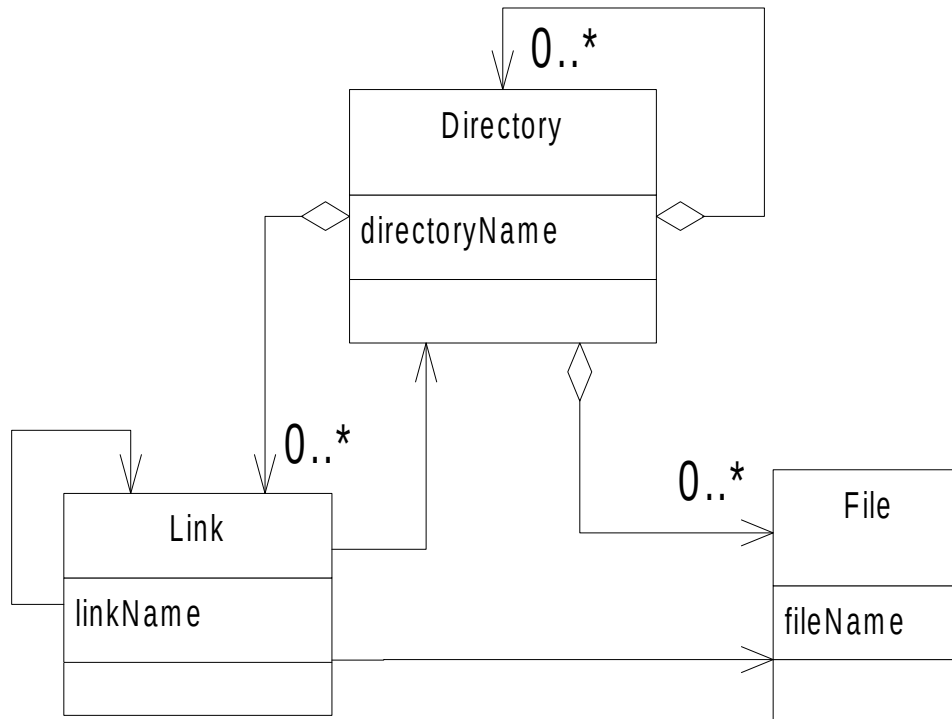 0..*
Directory
directoryName
0..*
0..*
Link
File
linkName
fileName